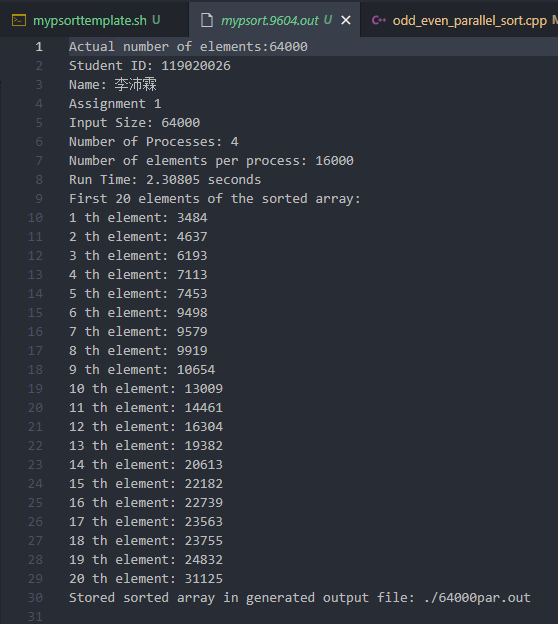 mypsorttemplate.sh U
mypsort.9604.out U
odd_even_parallel_sort.cpp
1 Actual number of elements:64000
2 Student ID: 119020026
3 Name: 李沛霖
4 Assignment 1
5 Input Size: 64000
6 Number of Processes: 4
7 Number of elements per process: 16000
8 Run Time: 2.30805 seconds
9 First 20 elements of the sorted array:
10 1 th element: 3484
11 2 th element: 4637
12 3 th element: 6193
13 4 th element: 7113
14 5 th element: 7453
15 6 th element: 9498
16 7 th element: 9579
17 8 th element: 9919
18 9 th element: 10654
19 10 th element: 13009
20 11 th element: 14461
21 12 th element: 16304
22 13 th element: 19382
23 14 th element: 20613
24 15 th element: 22182
25 16 th element: 22739
26 17 th element: 23563
27 18 th element: 23755
28 19 th element: 24832
29 20 th element: 31125
30 Stored sorted array in generated output file: ./64000par.out
31